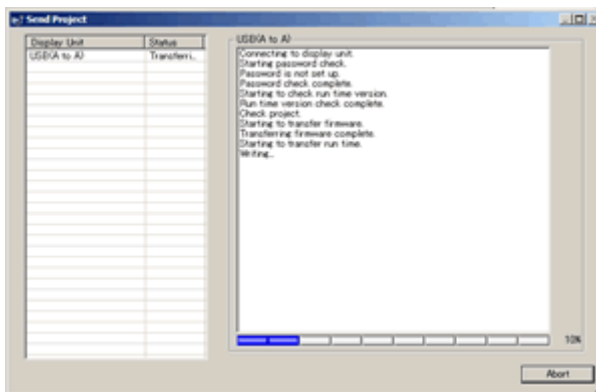 Send Project
Display Unit Status
USB(A to A) Transferri...
USB(A to A)
Connecting to display unit.
Starting password check.
Password is not set up.
Password check complete.
Starting to check run time version.
Run time version check complete.
Check project.
Starting to transfer firmware.
Transferring firmware complete.
Starting to transfer run time.
Writing...
10%
Abort